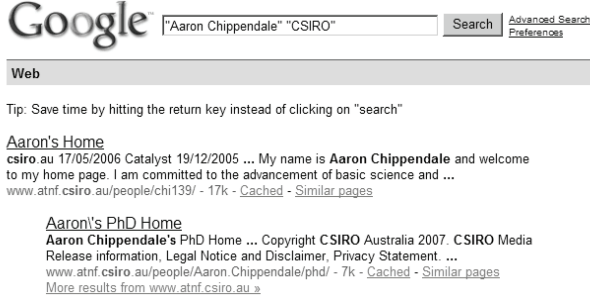 Google™ "Aaron Chippendale" "CSIRO" Search Advanced Search
Preferences
Web
Tip: Save time by hitting the return key instead of clicking on "search"
Aaron's Home
csiro.au 17/05/2006 Catalyst 19/12/2005 ... My name is Aaron Chippendale and welcome
to my home page. I am committed to the advancement of basic science and ...
www.atnf.csiro.au/people/chi139/ - 17k - Cached - Similar pages
Aaron\'s PhD Home
Aaron Chippendale's PhD Home ... Copyright CSIRO Australia 2007. CSIRO Media
Release information, Legal Notice and Disclaimer, Privacy Statement. ...
www.atnf.csiro.au/people/Aaron.Chippendale/phd/ - 7k - Cached - Similar pages
More results from www.atnf.csiro.au »